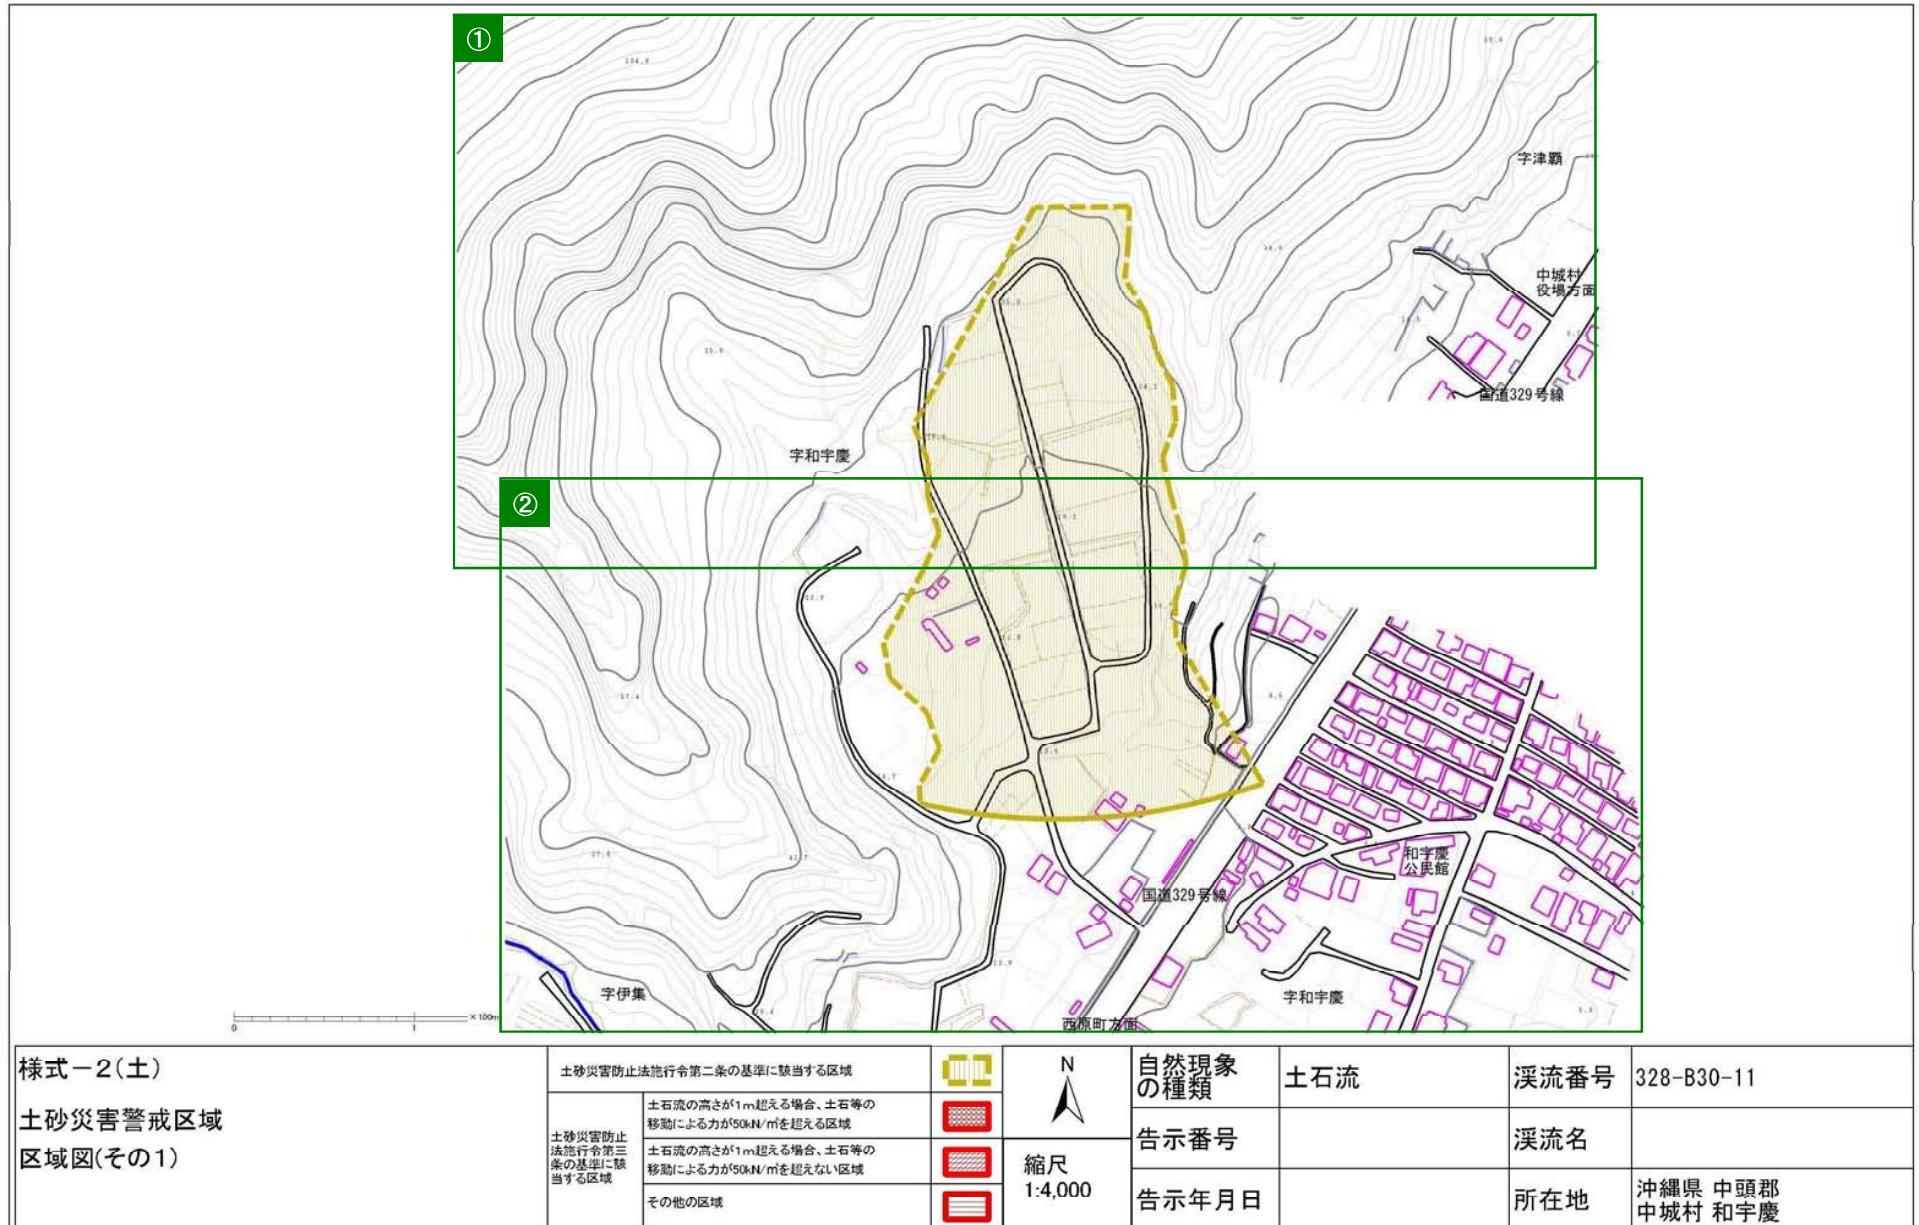 ①
104.9
字津覇
中城村
役場方面
国道329号線
字和宇慶
②
和宇慶
公民館
国道329号線
字伊集
字和宇慶
西原町方面
0
1
×100m
様式-2(土)
土砂災害警戒区域
区域図(その1)
土砂災害防止法施行令第二条の基準に該当する区域
土砂災害防止
法施行令第三
条の基準に該
当する区域
土石流の高さが1m超える場合、土石等の
移動による力が50kN/㎡を超える区域
土石流の高さが1m超える場合、土石等の
移動による力が50kN/㎡を超えない区域
その他の区域
N
縮尺
1:4,000
自然現象
の種類
土石流
渓流番号
328-B30-11
告示番号
渓流名
告示年月日
所在地
沖縄県 中頭郡
中城村 和宇慶